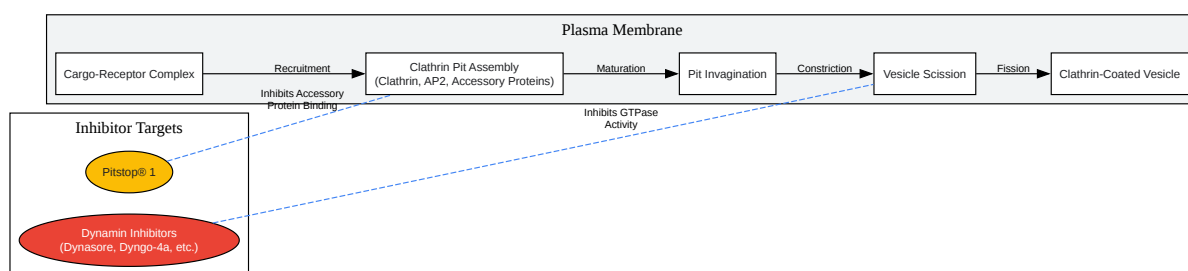 Plasma Membrane
Cargo-Receptor Complex
Recruitment
Clathrin Pit Assembly
(Clathrin, AP2, Accessory Proteins)
Maturation
Pit Invagination
Constriction
Vesicle Scission
Fission
Clathrin-Coated Vesicle
Inhibits Accessory
Protein Binding
Inhibits GTPase
Activity
Inhibitor Targets
Pitstop® 1
Dynamin Inhibitors
(Dynasore, Dyngo-4a, etc.)